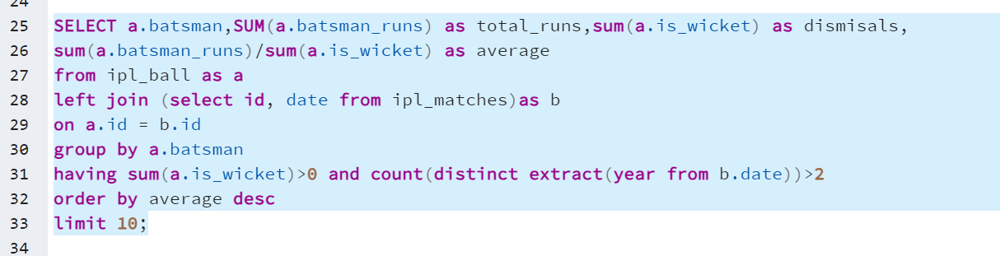 24
25 SELECT a.batsman,SUM(a.batsman_runs) as total_runs,sum(a.is_wicket) as dismisals,
26 sum(a.batsman_runs)/sum(a.is_wicket) as average
27 from ipl_ball as a
28 left join (select id, date from ipl_matches)as b
29 on a.id = b.id
30 group by a.batsman
31 having sum(a.is_wicket)>0 and count(distinct extract(year from b.date))>2
32 order by average desc
33 limit 10;
34